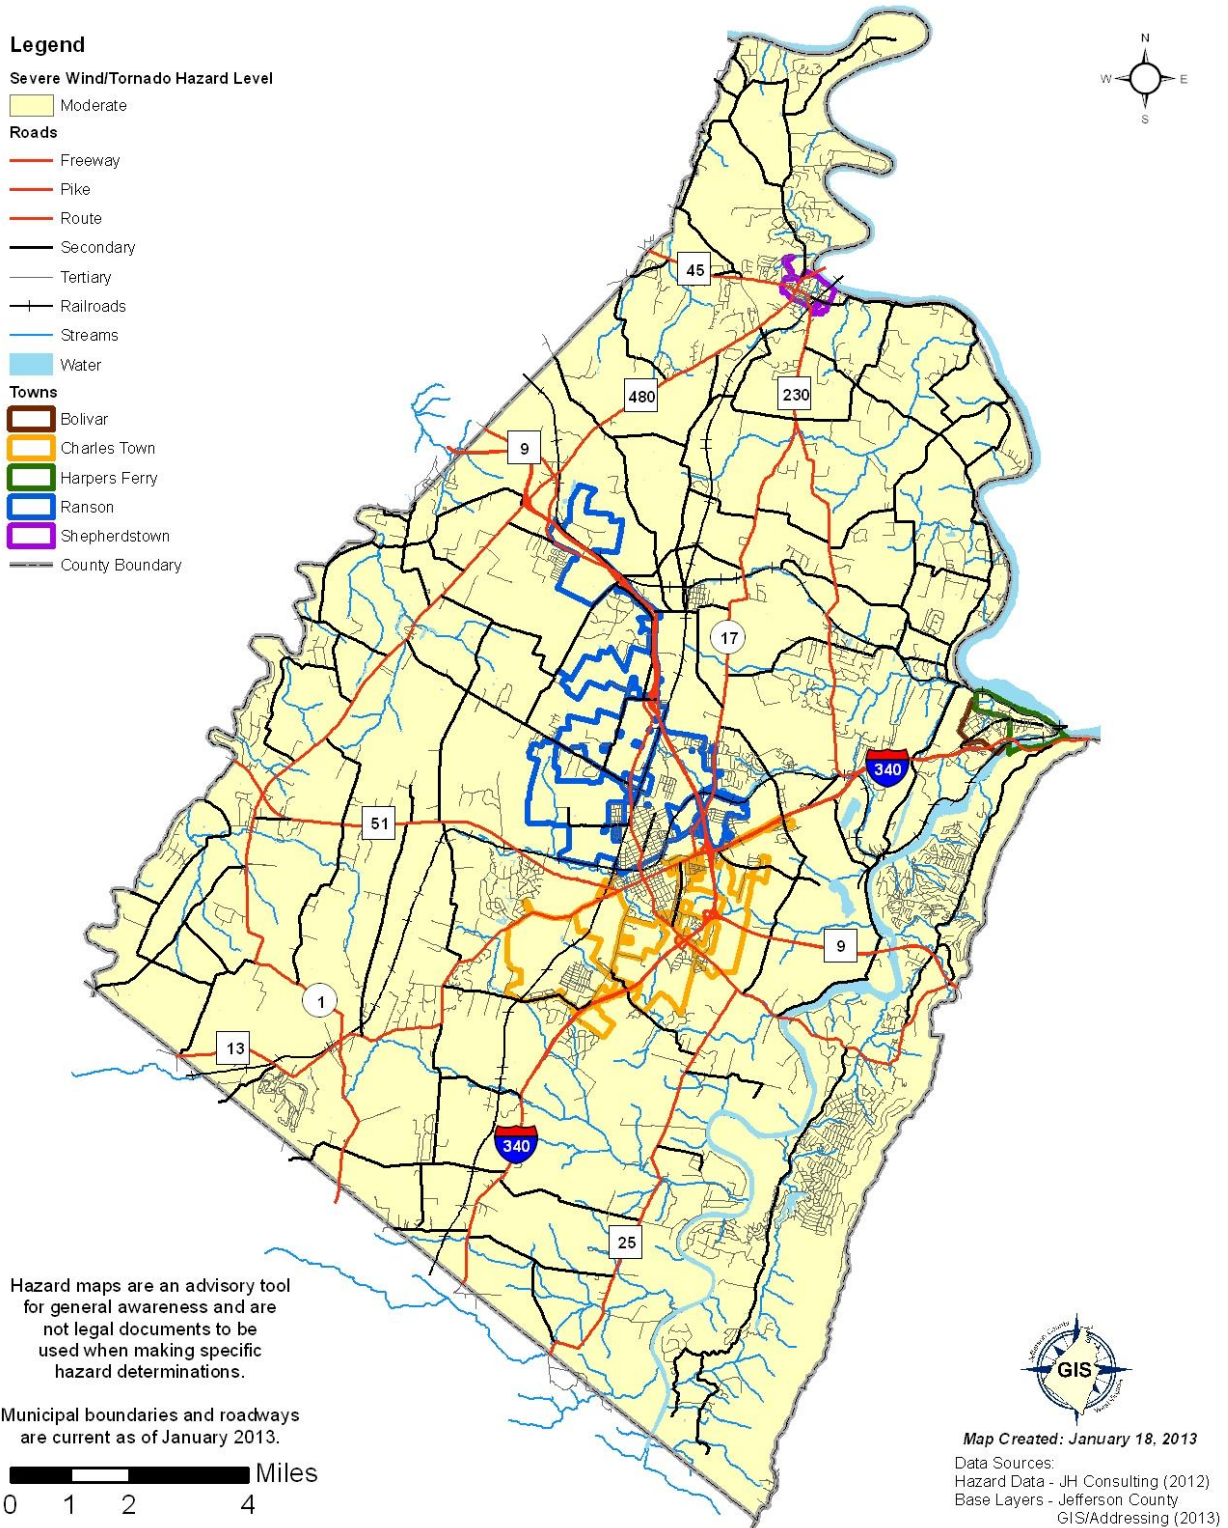 Legend
Severe Wind/Tornado Hazard Level
Moderate
Roads
Freeway
Pike
Route
Secondary
Tertiary
Railroads
Streams
Water
Towns
Bolivar
Charles Town
Harpers Ferry
Ranson
Shepherdstown
County Boundary
N
W E
S
45
480
230
9
17
340
51
9
1
13
340
25
Hazard maps are an advisory tool
for general awareness and are
not legal documents to be
used when making specific
hazard determinations.
Municipal boundaries and roadways
are current as of January 2013.
Miles
0 1 2 4
Jefferson County
GIS
West Virginia
Map Created: January 18, 2013
Data Sources:
Hazard Data - JH Consulting (2012)
Base Layers - Jefferson County
GIS/Addressing (2013)